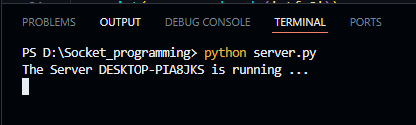 PROBLEMS OUTPUT DEBUG CONSOLE TERMINAL PORTS
PS D:\Socket_programming> python server.py
The Server DESKTOP-PIA8JKS is running ...